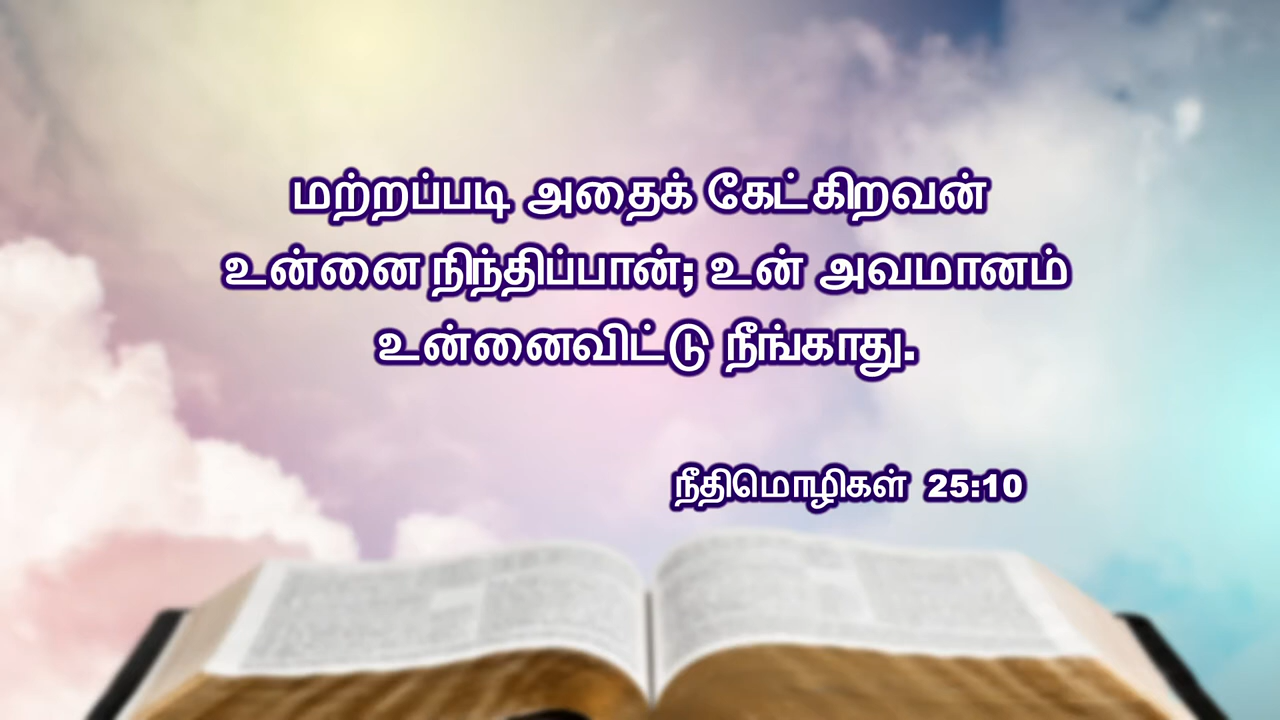 மற்றப்படி அதைக் கேட்கிறவன்
உன்னை நிந்திப்பான்; உன் அவமானம்
உன்னைவிட்டு நீங்காது.
நீதிமொழிகள் 25:10